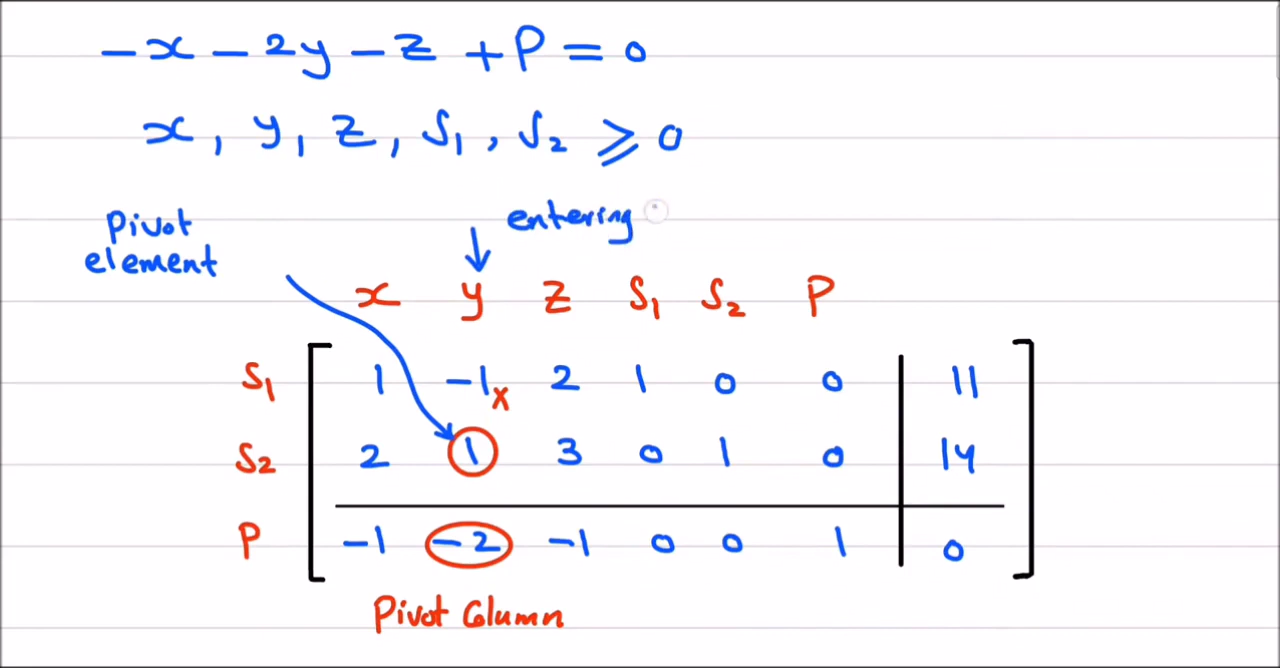 -x - 2y - z + P = 0
x, y, z, S₁, S₂ ⩾ 0
Pivot element
entering
x y z S₁ S₂ P
S₁ 1 -1 x 2 1 0 0 | 11
S₂ 2 1 3 0 1 0 | 14
P -1 -2 -1 0 0 1 | 0
Pivot Column